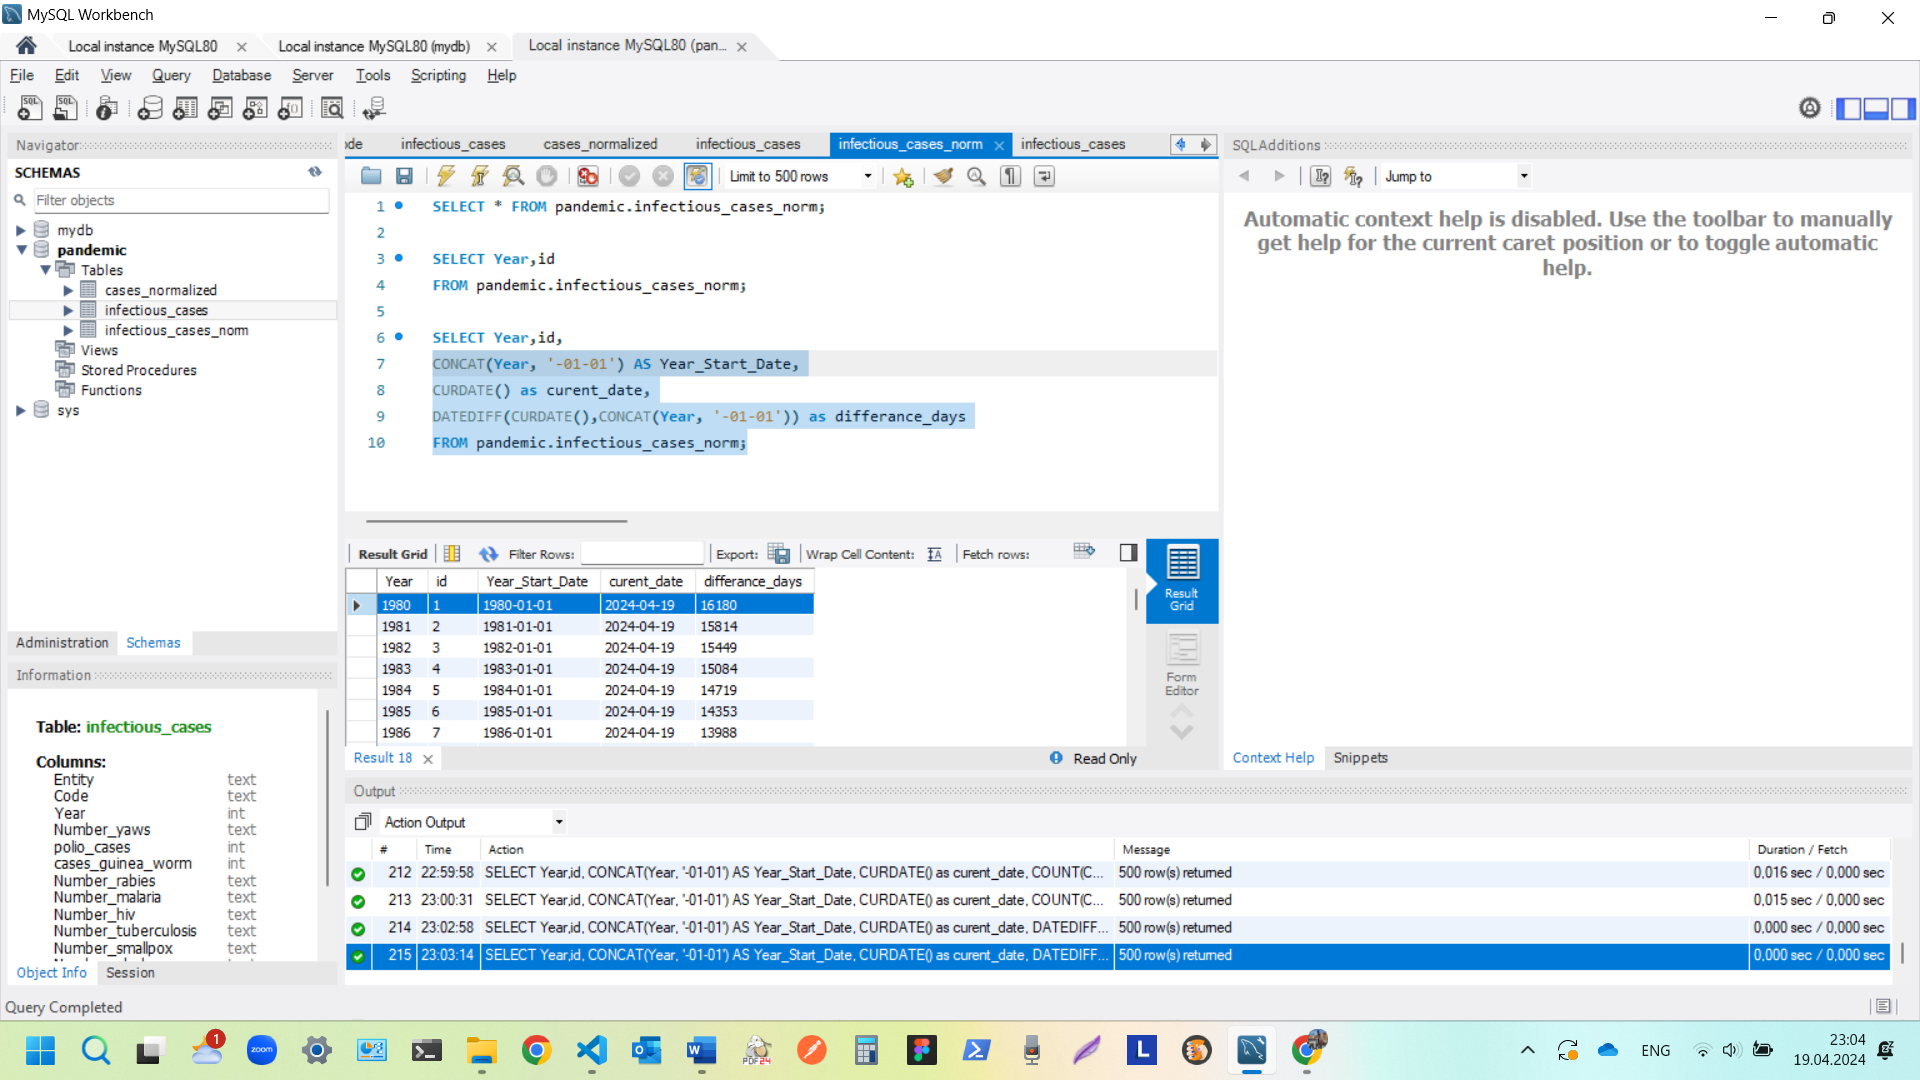 MySQL Workbench
Local instance MySQL80
Local instance MySQL80 (mydb)
Local instance MySQL80 (pan...
File Edit View Query Database Server Tools Scripting Help
Navigator
SCHEMAS
Filter objects
mydb
pandemic
Tables
cases_normalized
infectious_cases
infectious_cases_norm
Views
Stored Procedures
Functions
sys
Administration Schemas
Information
Table: infectious_cases
Columns:
Entity text
Code text
Year int
Number_yaws text
polio_cases int
cases_guinea_worm int
Number_rabies text
Number_malaria text
Number_hiv text
Number_tuberculosis text
Number_smallpox text
Object Info Session
Query Completed
ode infectious_cases cases_normalized infectious_cases infectious_cases_norm infectious_cases
Limit to 500 rows
1 SELECT * FROM pandemic.infectious_cases_norm;
2
3 SELECT Year,id
4 FROM pandemic.infectious_cases_norm;
5
6 SELECT Year,id,
7 CONCAT(Year, '-01-01') AS Year_Start_Date,
8 CURDATE() as curent_date,
9 DATEDIFF(CURDATE(),CONCAT(Year, '-01-01')) as differance_days
10 FROM pandemic.infectious_cases_norm;
Result Grid Filter Rows: Export: Wrap Cell Content: Fetch rows:
Year id Year_Start_Date curent_date differance_days
1980 1 1980-01-01 2024-04-19 16180
1981 2 1981-01-01 2024-04-19 15814
1982 3 1982-01-01 2024-04-19 15449
1983 4 1983-01-01 2024-04-19 15084
1984 5 1984-01-01 2024-04-19 14719
1985 6 1985-01-01 2024-04-19 14353
1986 7 1986-01-01 2024-04-19 13988
Result Grid
Form Editor
Result 18
Read Only
SQLAdditions
Jump to
Automatic context help is disabled. Use the toolbar to manually
get help for the current caret position or to toggle automatic
help.
Context Help Snippets
Output
Action Output
# Time Action Message Duration / Fetch
212 22:59:58 SELECT Year,id, CONCAT(Year, '-01-01') AS Year_Start_Date, CURDATE() as curent_date, COUNT(C... 500 row(s) returned 0,016 sec / 0,000 sec
213 23:00:31 SELECT Year,id, CONCAT(Year, '-01-01') AS Year_Start_Date, CURDATE() as curent_date, COUNT(C... 500 row(s) returned 0,015 sec / 0,000 sec
214 23:02:58 SELECT Year,id, CONCAT(Year, '-01-01') AS Year_Start_Date, CURDATE() as curent_date, DATEDIFF... 500 row(s) returned 0,000 sec / 0,000 sec
215 23:03:14 SELECT Year,id, CONCAT(Year, '-01-01') AS Year_Start_Date, CURDATE() as curent_date, DATEDIFF... 500 row(s) returned 0,000 sec / 0,000 sec
1
zoom
PDF24
L
ENG
23:04
19.04.2024